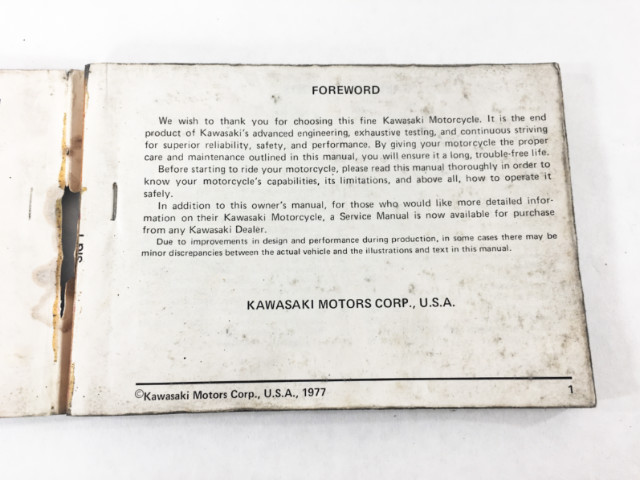 FOREWORD
We wish to thank you for choosing this fine Kawasaki Motorcycle. It is the end
product of Kawasaki's advanced engineering, exhaustive testing, and continuous striving
for superior reliability, safety, and performance. By giving your motorcycle the proper
care and maintenance outlined in this manual, you will ensure it a long, trouble-free life.
Before starting to ride your motorcycle, please read this manual thoroughly in order to
know your motorcycle's capabilities, its limitations, and above all, how to operate it
safely.
In addition to this owner's manual, for those who would like more detailed infor-
mation on their Kawasaki Motorcycle, a Service Manual is now available for purchase
from any Kawasaki Dealer.
Due to improvements in design and performance during production, in some cases there may be
minor discrepancies between the actual vehicle and the illustrations and text in this manual.
KAWASAKI MOTORS CORP., U.S.A.
©Kawasaki Motors Corp., U.S.A., 1977 1